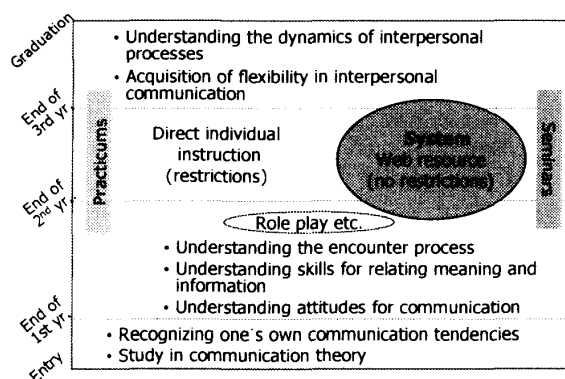 Graduation
• Understanding the dynamics of interpersonal
processes
• Acquisition of flexibility in interpersonal
communication
End of
3rd yr.
Practicums
Direct individual
instruction
(restrictions)
System
Web resource
(no restrictions)
Seminars
End of
2nd yr.
Role play etc.
• Understanding the encounter process
• Understanding skills for relating meaning and
information
• Understanding attitudes for communication
End of
1st yr.
• Recognizing one's own communication tendencies
• Study in communication theory
Entry